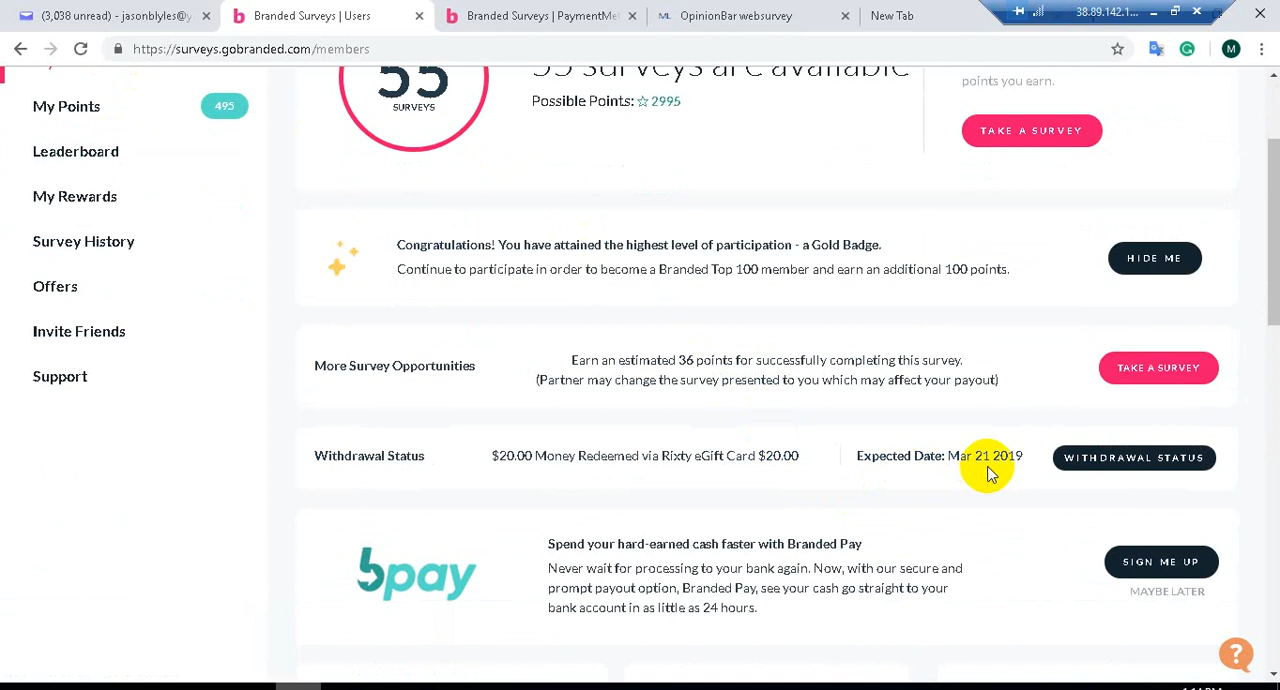 (3,038 unread) - jasonblyles@y
Branded Surveys | Users
Branded Surveys | PaymentMet
ML OpinionBar websurvey
New Tab
38.89.142.1...
https://surveys.gobranded.com/members
M
My Points 495
Leaderboard
My Rewards
Survey History
Offers
Invite Friends
Support
55
SURVEYS
55 surveys are available
Possible Points: 2995
points you earn.
TAKE A SURVEY
Congratulations! You have attained the highest level of participation - a Gold Badge.
Continue to participate in order to become a Branded Top 100 member and earn an additional 100 points.
HIDE ME
More Survey Opportunities
Earn an estimated 36 points for successfully completing this survey.
(Partner may change the survey presented to you which may affect your payout)
TAKE A SURVEY
Withdrawal Status
$20.00 Money Redeemed via Rixty eGift Card $20.00
Expected Date: Mar 21 2019
WITHDRAWAL STATUS
bpay
Spend your hard-earned cash faster with Branded Pay
Never wait for processing to your bank again. Now, with our secure and
prompt payout option, Branded Pay, see your cash go straight to your
bank account in as little as 24 hours.
SIGN ME UP
MAYBE LATER
?